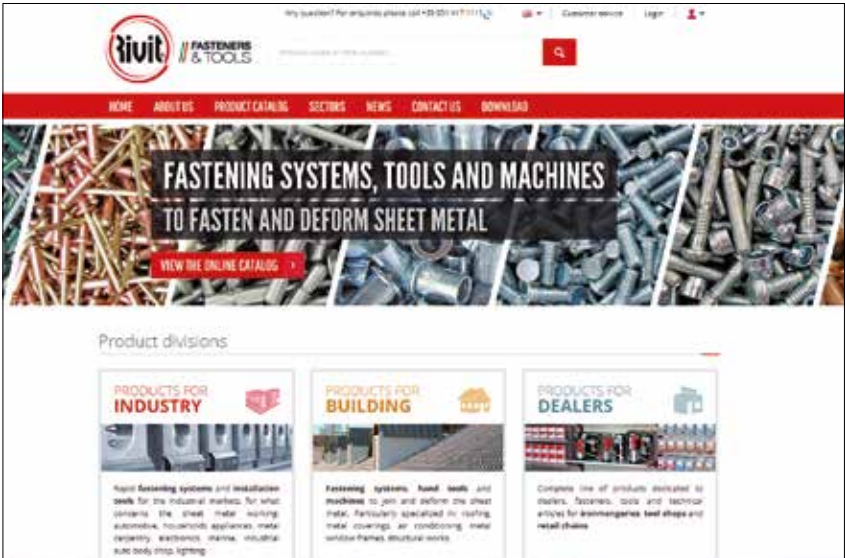 Any question? For enquiries please call
Customer service
Login
Rivit
FASTENERS
& TOOLS
HOME ABOUT US PRODUCT CATALOG SECTORS NEWS CONTACT US DOWNLOAD
FASTENING SYSTEMS, TOOLS AND MACHINES
TO FASTEN AND DEFORM SHEET METAL
VIEW THE ONLINE CATALOG
Product divisions
PRODUCTS FOR
INDUSTRY
Rapid fastening systems and installation
tools for the industrial markets, for what
concerns the sheet metal working:
automotive, households appliances, metal
carpentry, electronics, marine, industrial
auto body shop, lighting.
PRODUCTS FOR
BUILDING
Fastening systems, hand tools and
machines to join and deform the sheet
metal. Particularly specialized in: roofing,
metal coverings, air conditioning, metal
window frames, structural works.
PRODUCTS FOR
DEALERS
Complete line of products dedicated to
dealers, fasteners, tools and technical
articles for ironmongeries, tool shops and
retail chains.